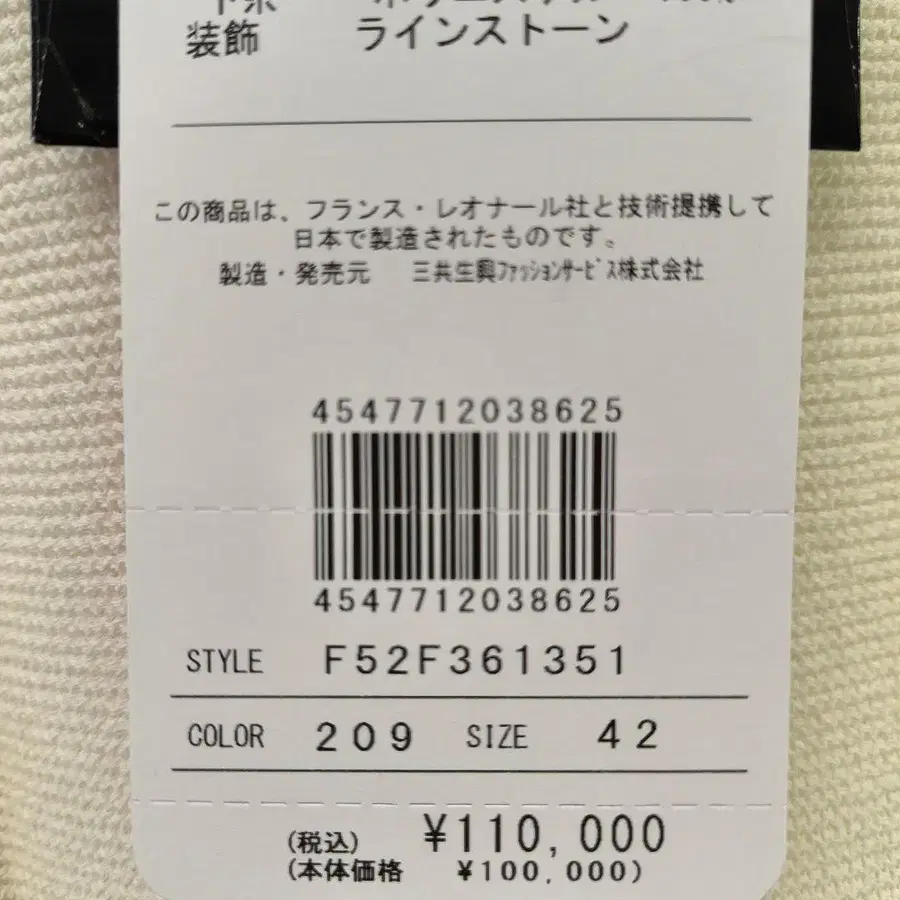 装飾 ラインストーン
この商品は、フランス・レオナール社と技術提携して
日本で製造されたものです。
製造・発売元 三共生興ファッションサービス株式会社
4547712038625
4547712038625
STYLE F52F361351
COLOR 209 SIZE 42
(税込) ¥110,000
(本体価格 ¥100,000)